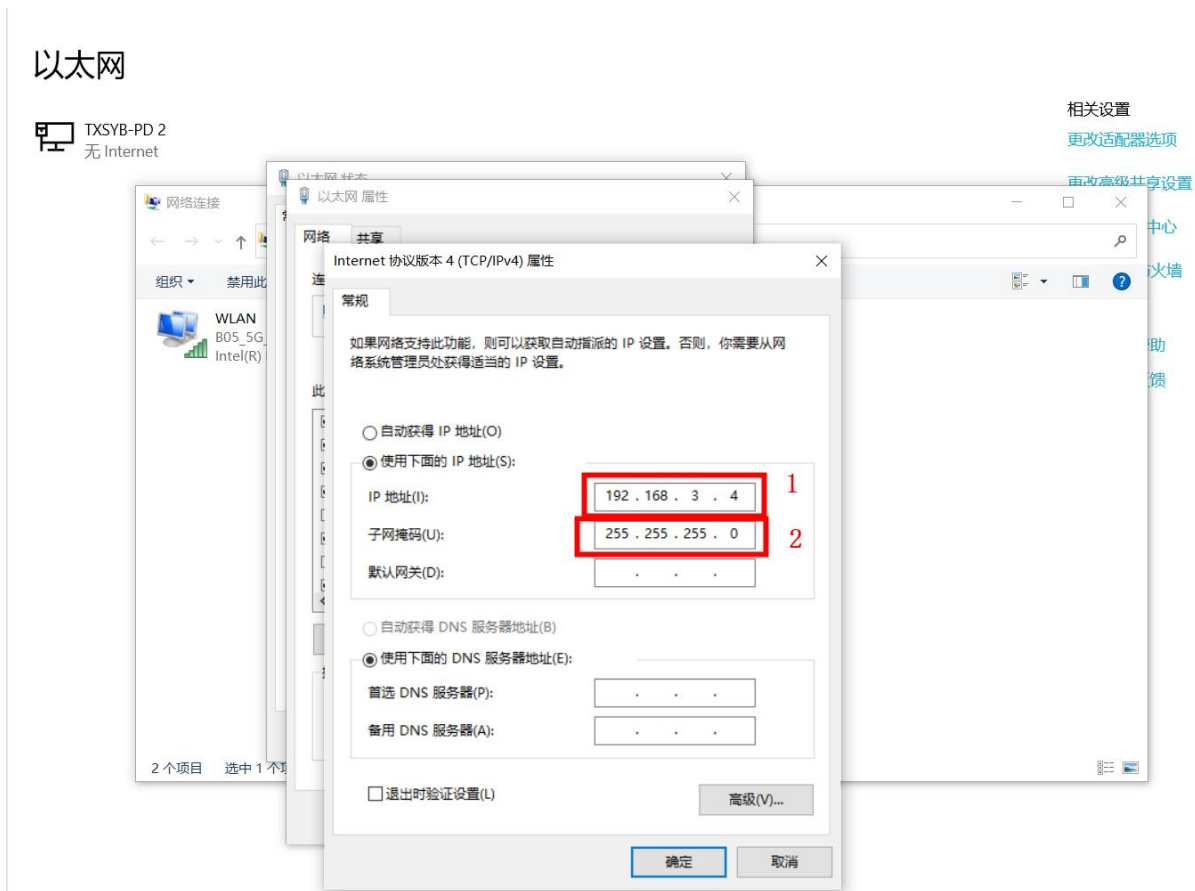 以太网
TXSYB-PD 2
无 Internet
相关设置
更改适配器选项
更改高级共享设置
中心
火墙
助
馈
以太网 状态
以太网 属性
网络连接
网络 共享
组织 禁用此
WLAN
B05_5G_
Intel(R)
连
此
Internet 协议版本 4 (TCP/IPv4) 属性
常规
如果网络支持此功能，则可以获取自动指派的 IP 设置。否则，你需要从网
络系统管理员处获得适当的 IP 设置。
自动获得 IP 地址(O)
使用下面的 IP 地址(S):
IP 地址(I): 192 . 168 . 3 . 4 1
子网掩码(U): 255 . 255 . 255 . 0 2
默认网关(D): . . .
自动获得 DNS 服务器地址(B)
使用下面的 DNS 服务器地址(E):
首选 DNS 服务器(P): . . .
备用 DNS 服务器(A): . . .
退出时验证设置(L)
高级(V)...
确定 取消
2 个项目 选中 1 个